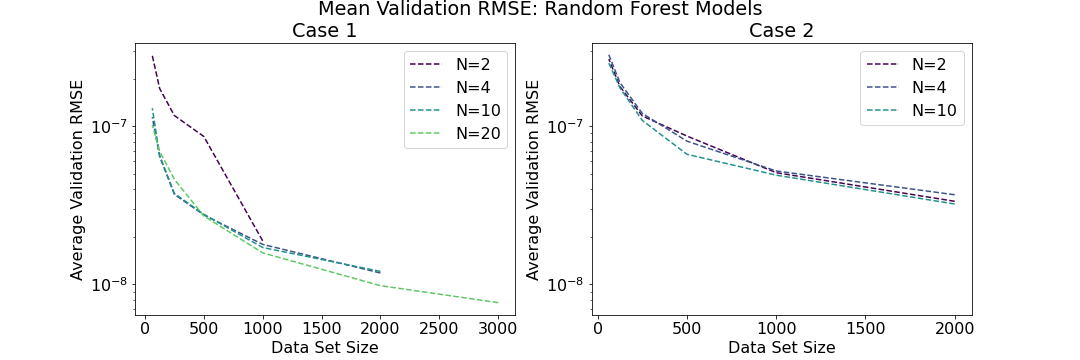 Mean Validation RMSE: Random Forest Models
Case 1
Average Validation RMSE
10⁻⁷
10⁻⁸
N=2
N=4
N=10
N=20
0 500 1000 1500 2000 2500 3000
Data Set Size
Case 2
Average Validation RMSE
10⁻⁷
10⁻⁸
N=2
N=4
N=10
0 500 1000 1500 2000
Data Set Size